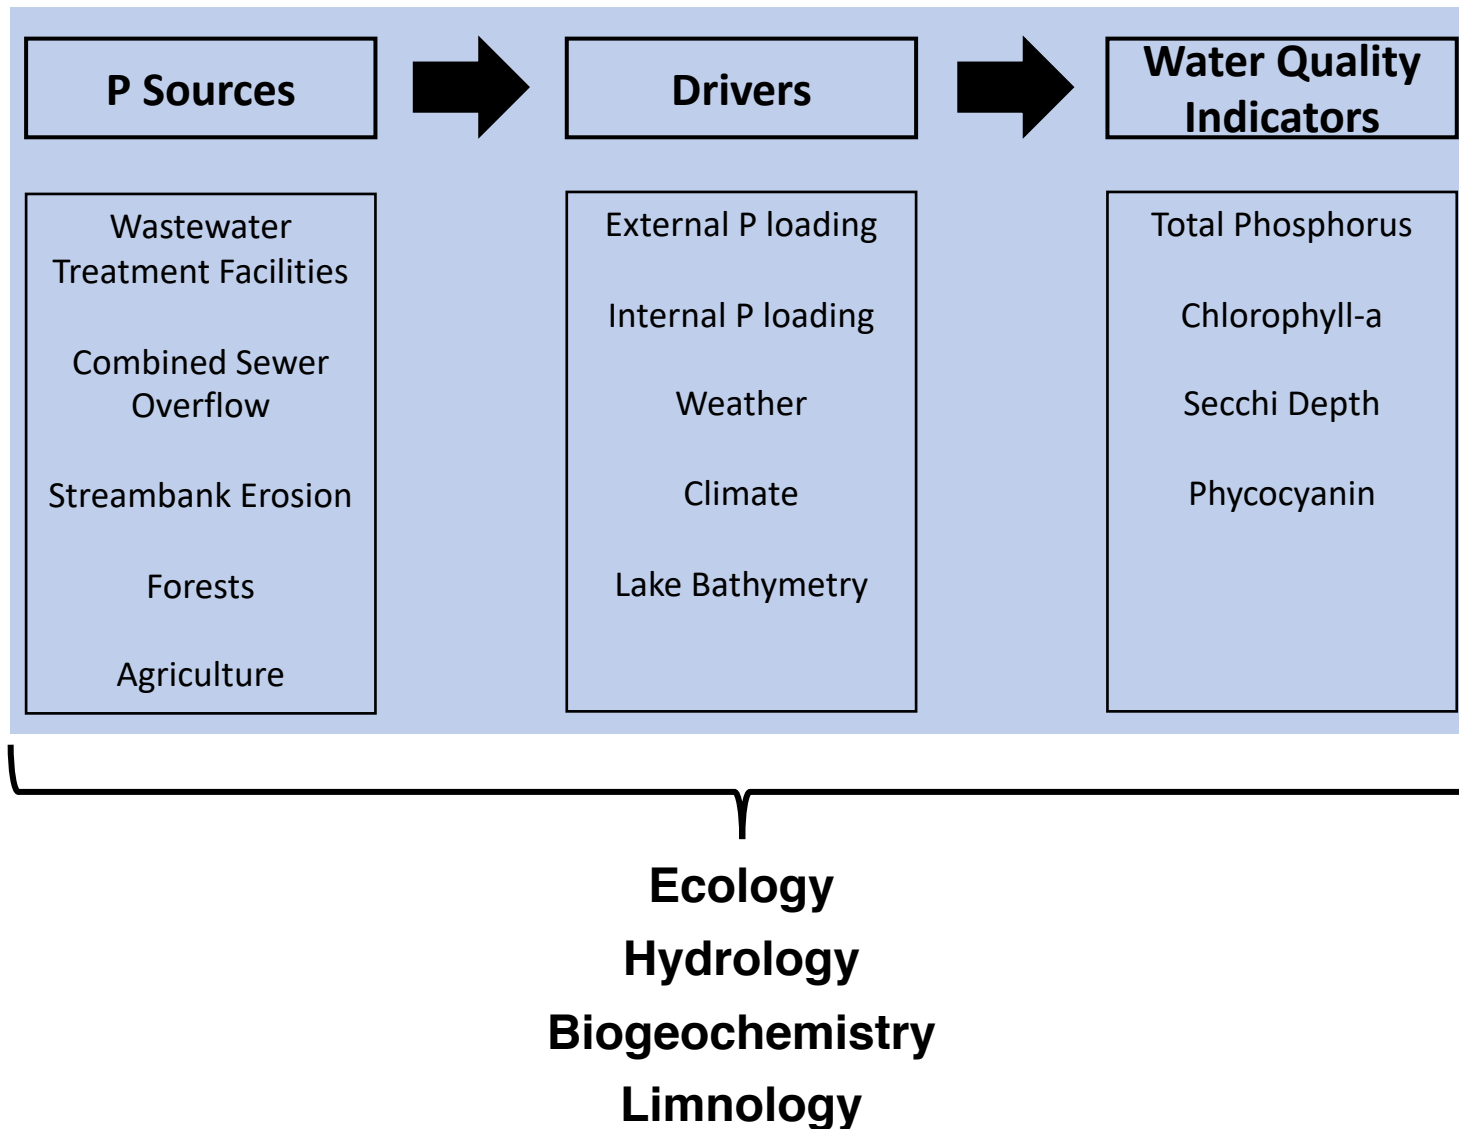 P Sources
Drivers
Water Quality
Indicators
Wastewater
Treatment Facilities
Combined Sewer
Overflow
Streambank Erosion
Forests
Agriculture
External P loading
Internal P loading
Weather
Climate
Lake Bathymetry
Total Phosphorus
Chlorophyll-a
Secchi Depth
Phycocyanin
Ecology
Hydrology
Biogeochemistry
Limnology